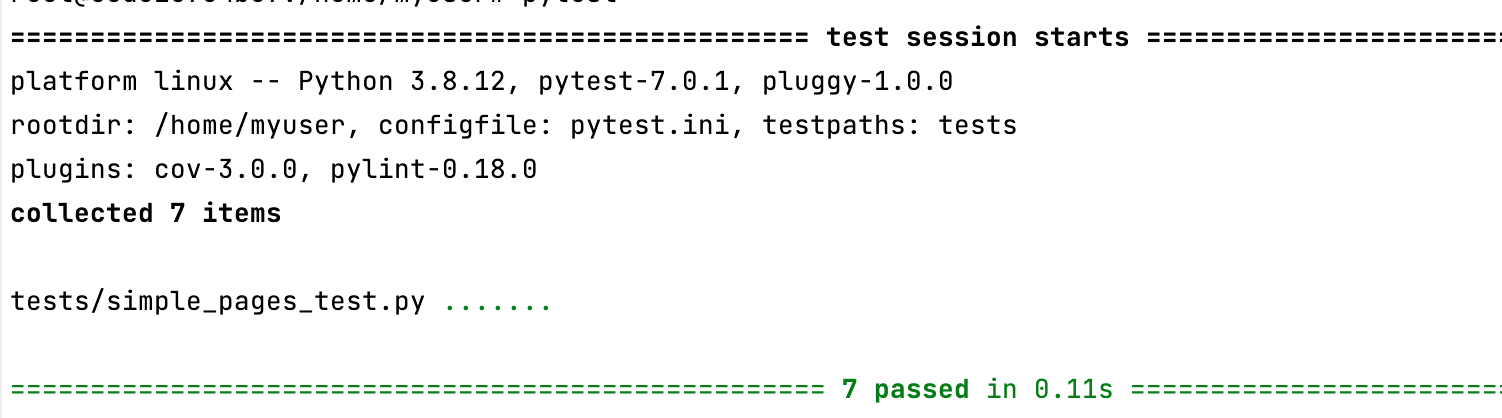 ================================================== test session starts ======================
platform linux -- Python 3.8.12, pytest-7.0.1, pluggy-1.0.0
rootdir: /home/myuser, configfile: pytest.ini, testpaths: tests
plugins: cov-3.0.0, pylint-0.18.0
collected 7 items
tests/simple_pages_test.py .......
=================================================== 7 passed in 0.11s =======================